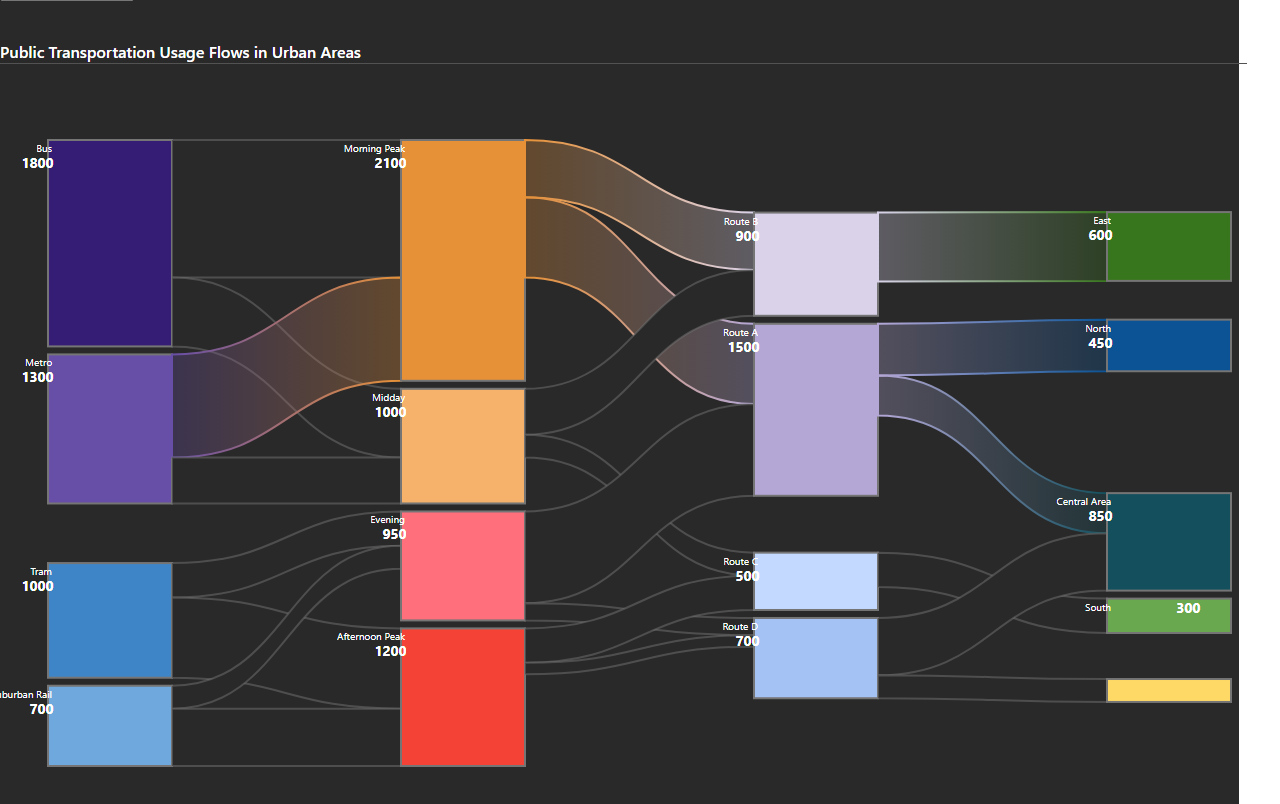 Public Transportation Usage Flows in Urban Areas
Bus
1800
Metro
1300
Tram
1000
uburban Rail
700
Morning Peak
2100
Midday
1000
Evening
950
Afternoon Peak
1200
Route B
900
Route A
1500
Route C
500
Route D
700
East
600
North
450
Central Area
850
South
300